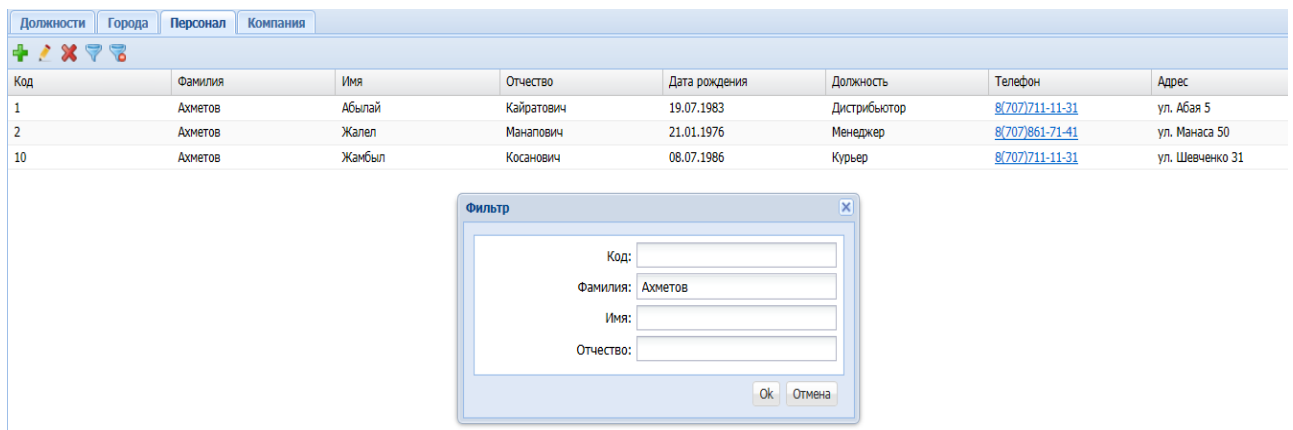 Должности Города Персонал Компания
Код Фамилия Имя Отчество Дата рождения Должность Телефон Адрес
1 Ахметов Абылай Кайратович 19.07.1983 Дистрибьютор 8(707)711-11-31 ул. Абая 5
2 Ахметов Жалел Манапович 21.01.1976 Менеджер 8(707)861-71-41 ул. Манаса 50
10 Ахметов Жамбыл Косанович 08.07.1986 Курьер 8(707)711-11-31 ул. Шевченко 31
Фильтр
Код:
Фамилия: Ахметов
Имя:
Отчество:
Ok Отмена